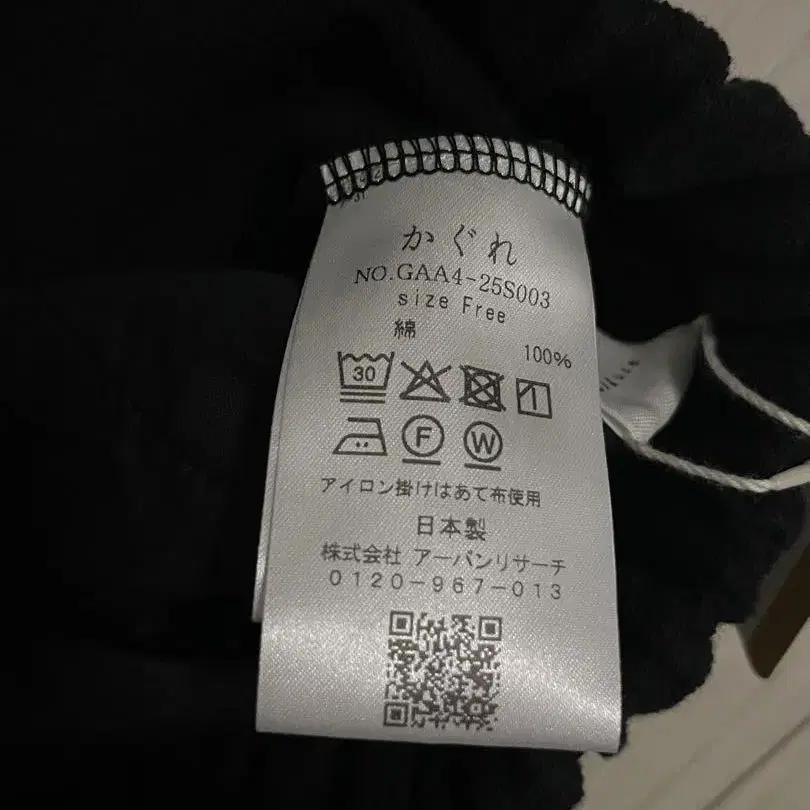 かぐれ
NO.GAA4-25S003
size Free
綿
100%
30
F W
アイロン掛けはあて布使用
日本製
株式会社 アーバンリサーチ
0120-967-013